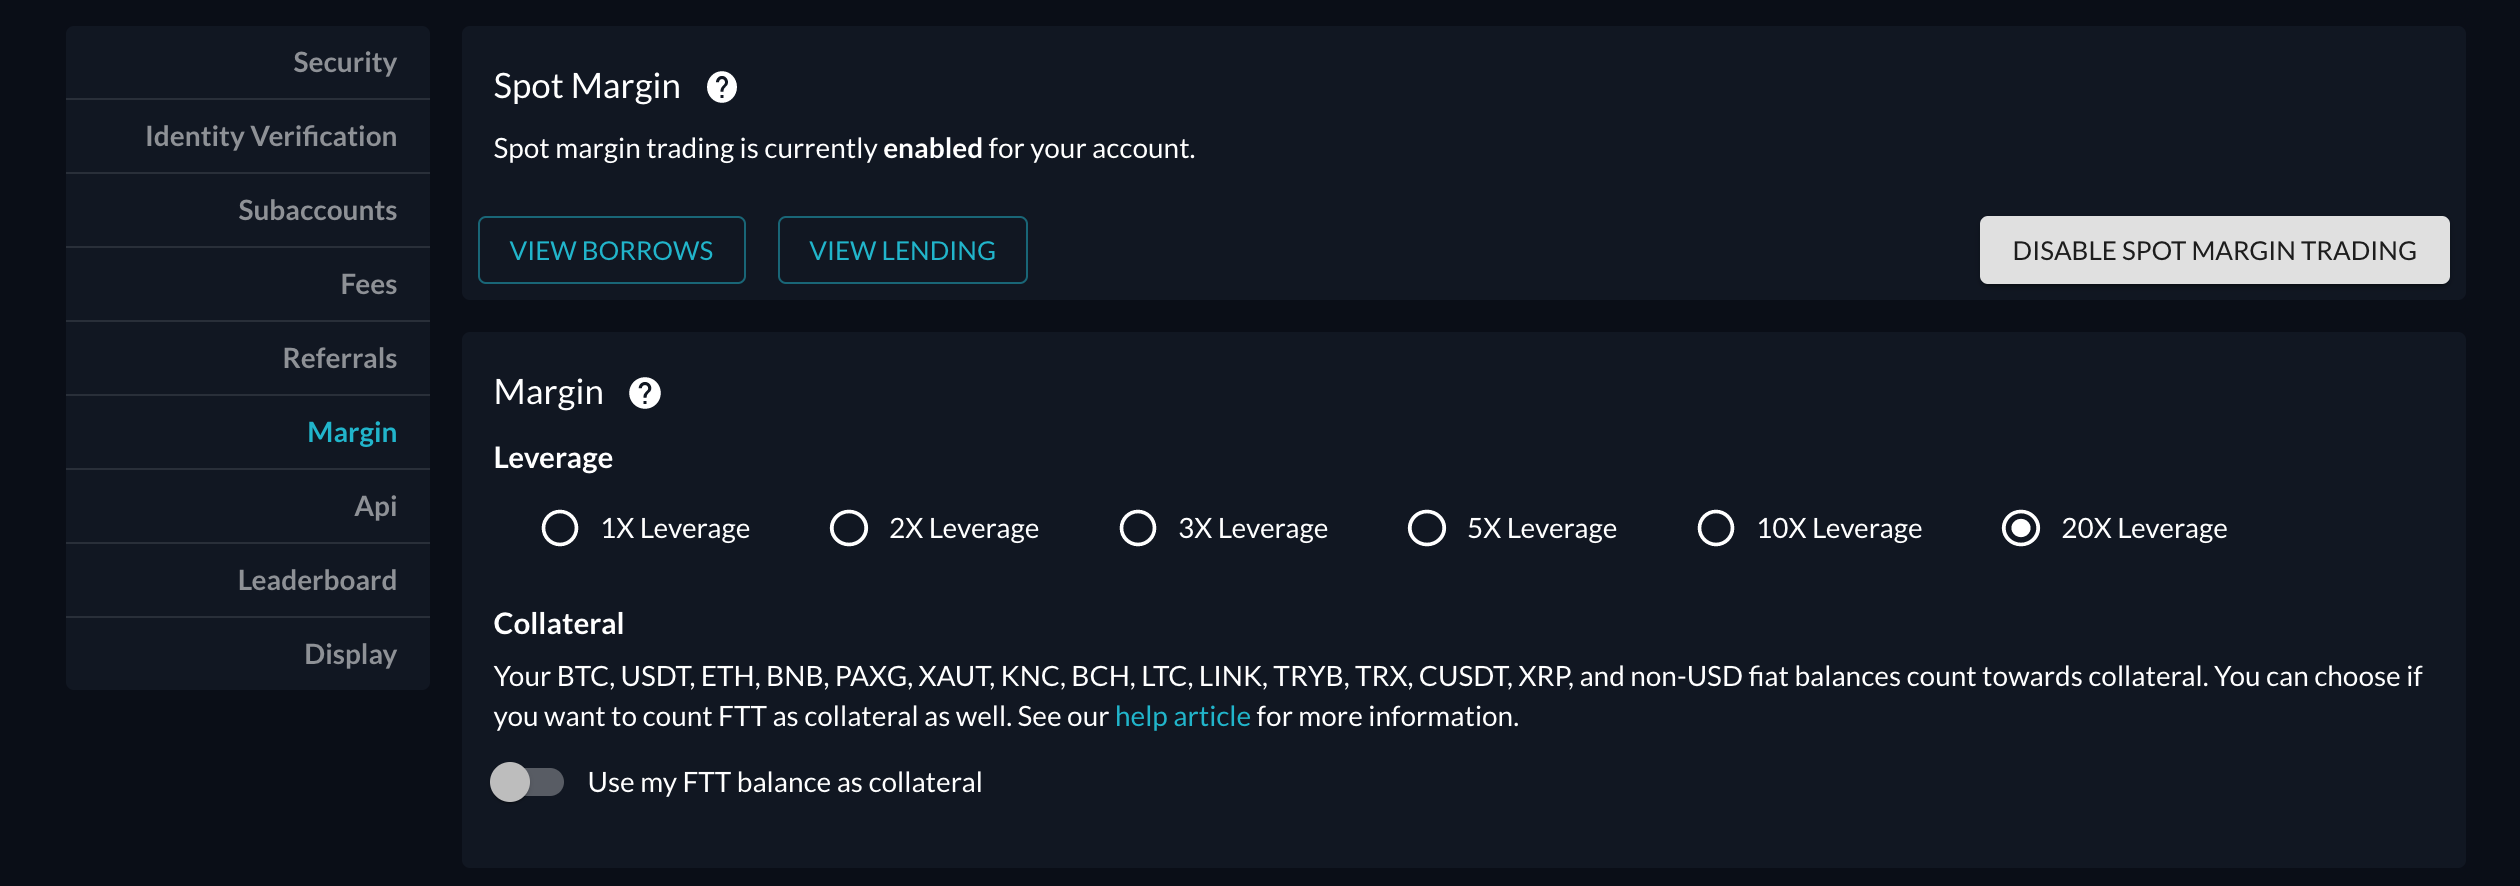 Security
Identity Verification
Subaccounts
Fees
Referrals
Margin
Api
Leaderboard
Display
Spot Margin ?
Spot margin trading is currently enabled for your account.
VIEW BORROWS
VIEW LENDING
DISABLE SPOT MARGIN TRADING
Margin ?
Leverage
1X Leverage
2X Leverage
3X Leverage
5X Leverage
10X Leverage
20X Leverage
Collateral
Your BTC, USDT, ETH, BNB, PAXG, XAUT, KNC, BCH, LTC, LINK, TRYB, TRX, CUSDT, XRP, and non-USD fiat balances count towards collateral. You can choose if
you want to count FTT as collateral as well. See our help article for more information.
Use my FTT balance as collateral